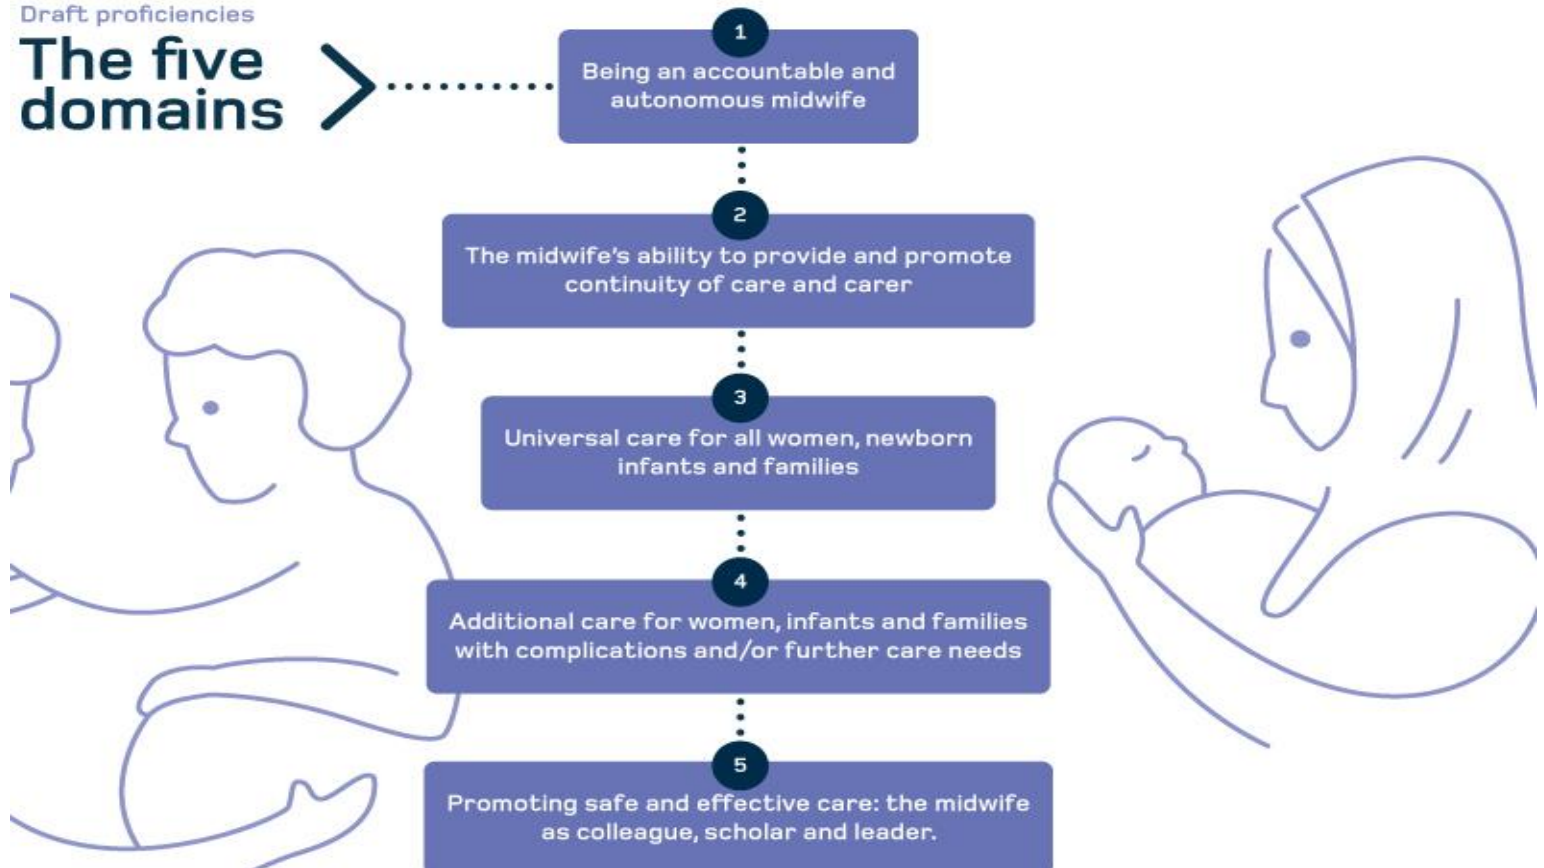 Draft proficiencies
The five
domains
1
Being an accountable and
autonomous midwife
2
The midwife's ability to provide and promote
continuity of care and carer
3
Universal care for all women, newborn
infants and families
4
Additional care for women, infants and families
with complications and/or further care needs
5
Promoting safe and effective care: the midwife
as colleague, scholar and leader.